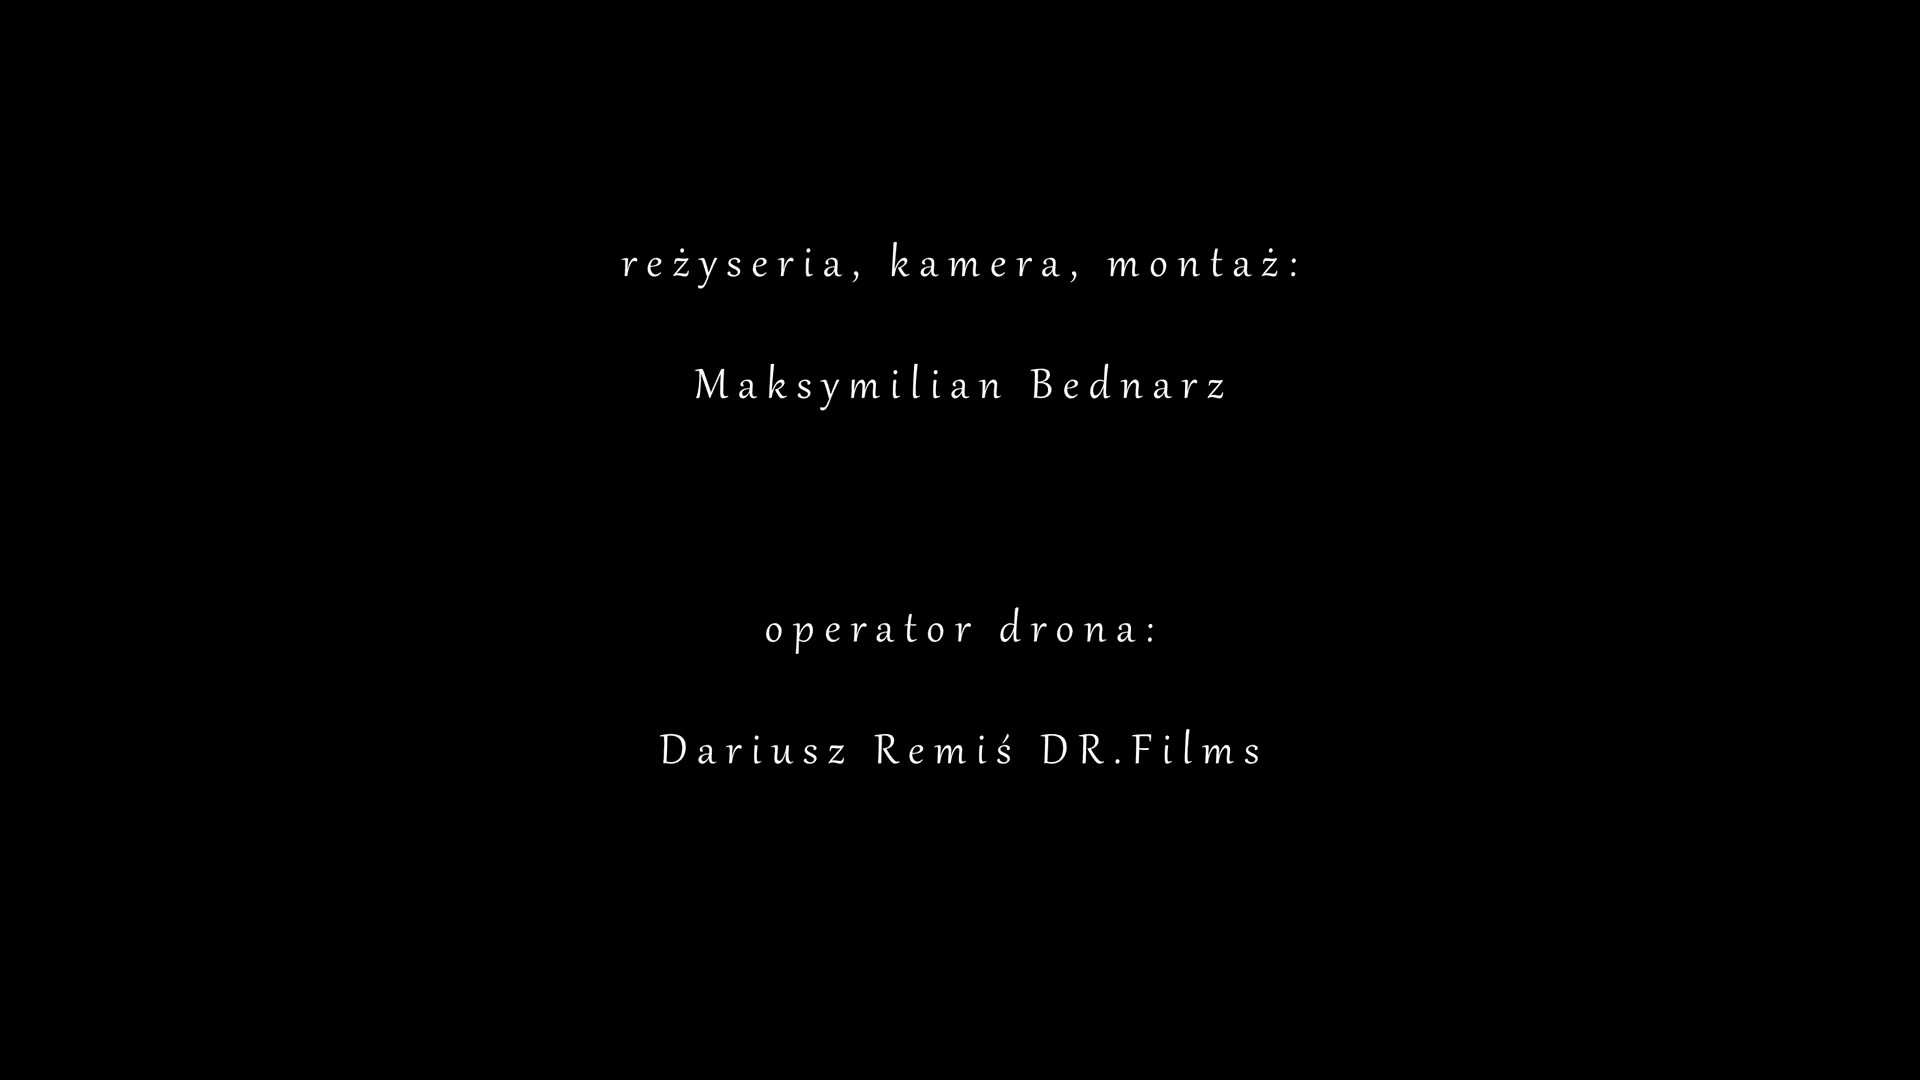 reżyseria, kamera, montaż:
Maksymilian Bednarz
operator drona:
Dariusz Remiś DR.Films